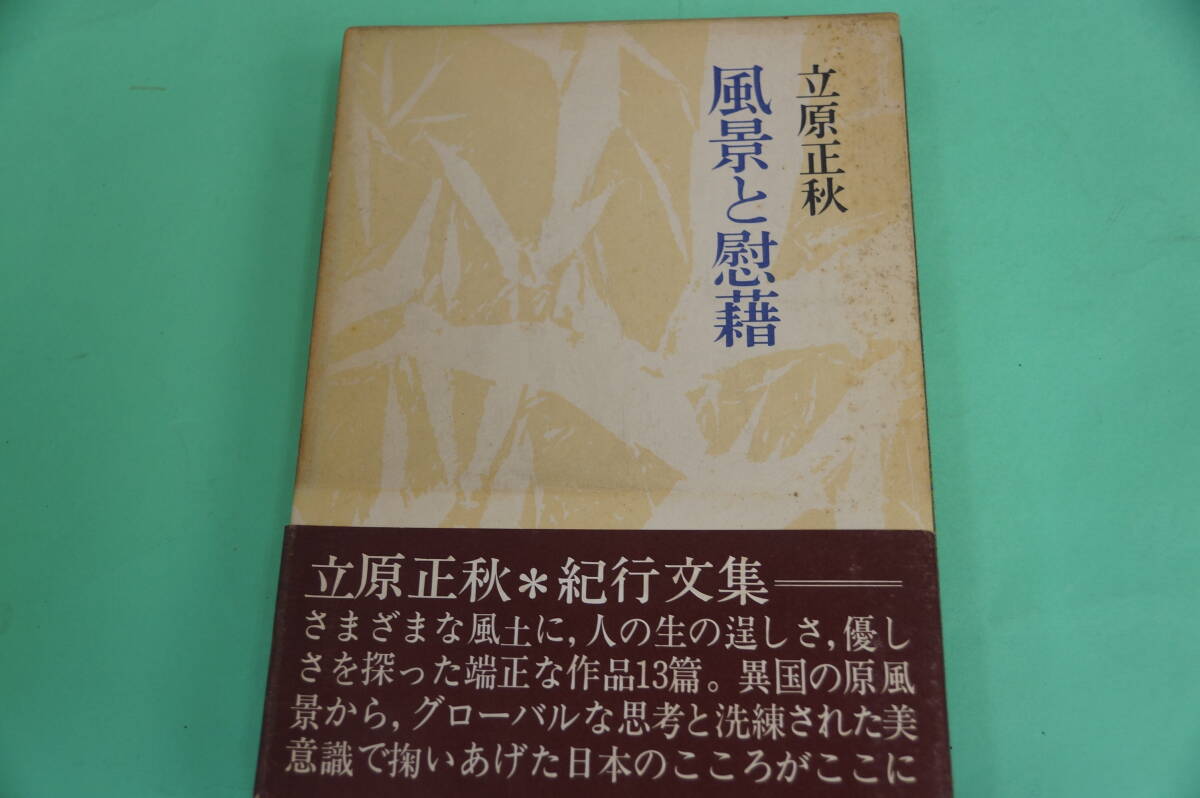 立原正秋
風景と慰藉
立原正秋*紀行文集——
さまざまな風土に,人の生の逞しさ,優し
さを探った端正な作品13篇。異国の原風
景から,グローバルな思考と洗練された美
意識で掬いあげた日本のこころがここに